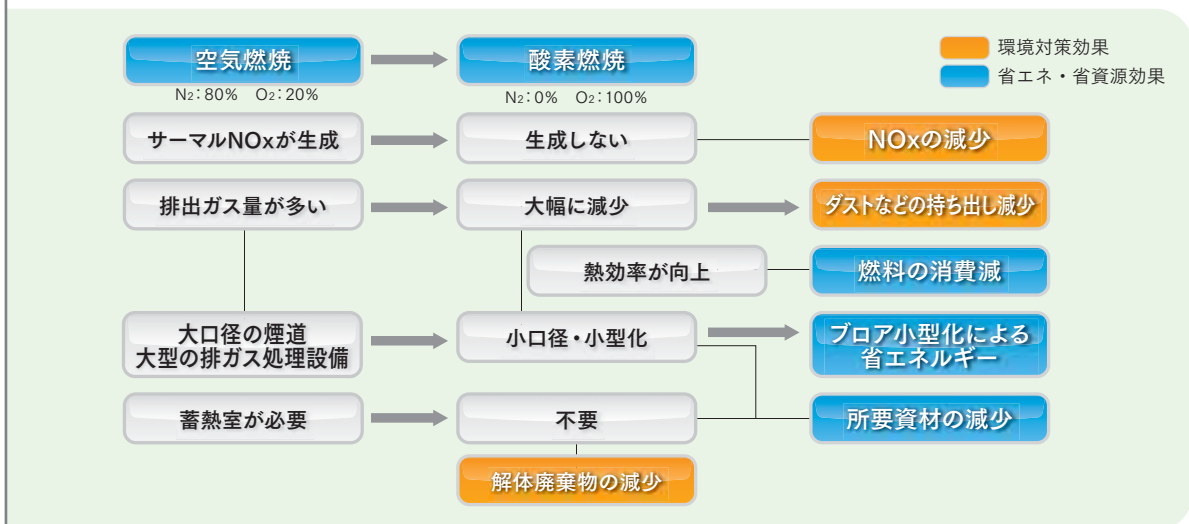 空気燃焼
酸素燃焼
環境対策効果
省エネ・省資源効果
N2：80%　O2：20%
N2：0%　O2：100%
サーマルNOxが生成
生成しない
NOxの減少
排出ガス量が多い
大幅に減少
ダストなどの持ち出し減少
熱効率が向上
燃料の消費減
大口径の煙道
大型の排ガス処理設備
小口径・小型化
ブロア小型化による
省エネルギー
蓄熱室が必要
不要
所要資材の減少
解体廃棄物の減少